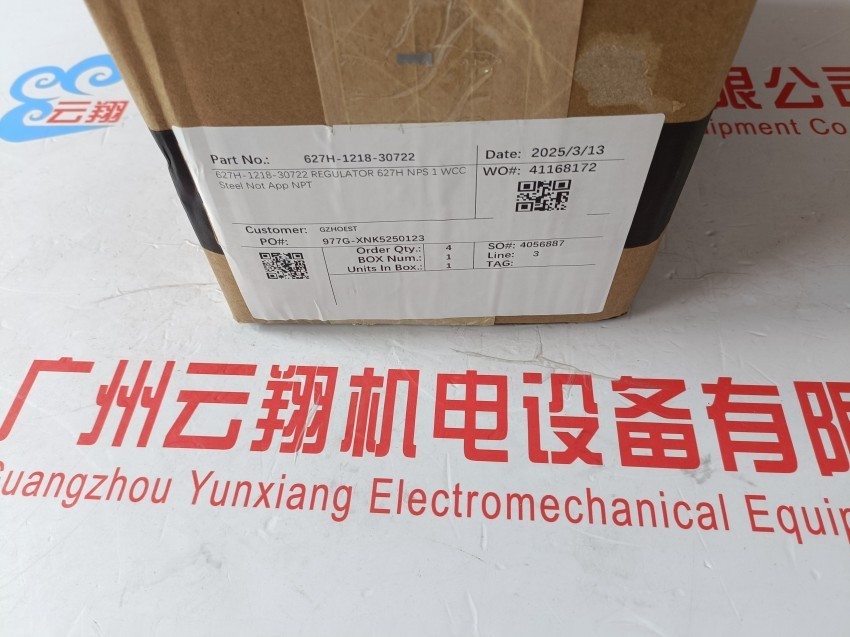 云翔
限公司
ipment Co
Part No.: 627H-1218-30722
627H-1218-30722 REGULATOR 627H NPS 1 WCC
Steel Not App NPT
Date: 2025/3/13
WO#: 41168172
Customer: GZHOEST
PO#: 977G-XNK5250123
Order Qty.: 4
BOX Num.: 1
Units In Box.: 1
SO#: 4056887
Line: 3
TAG:
广州云翔机电设备有限
Guangzhou Yunxiang Electromechanical Equip